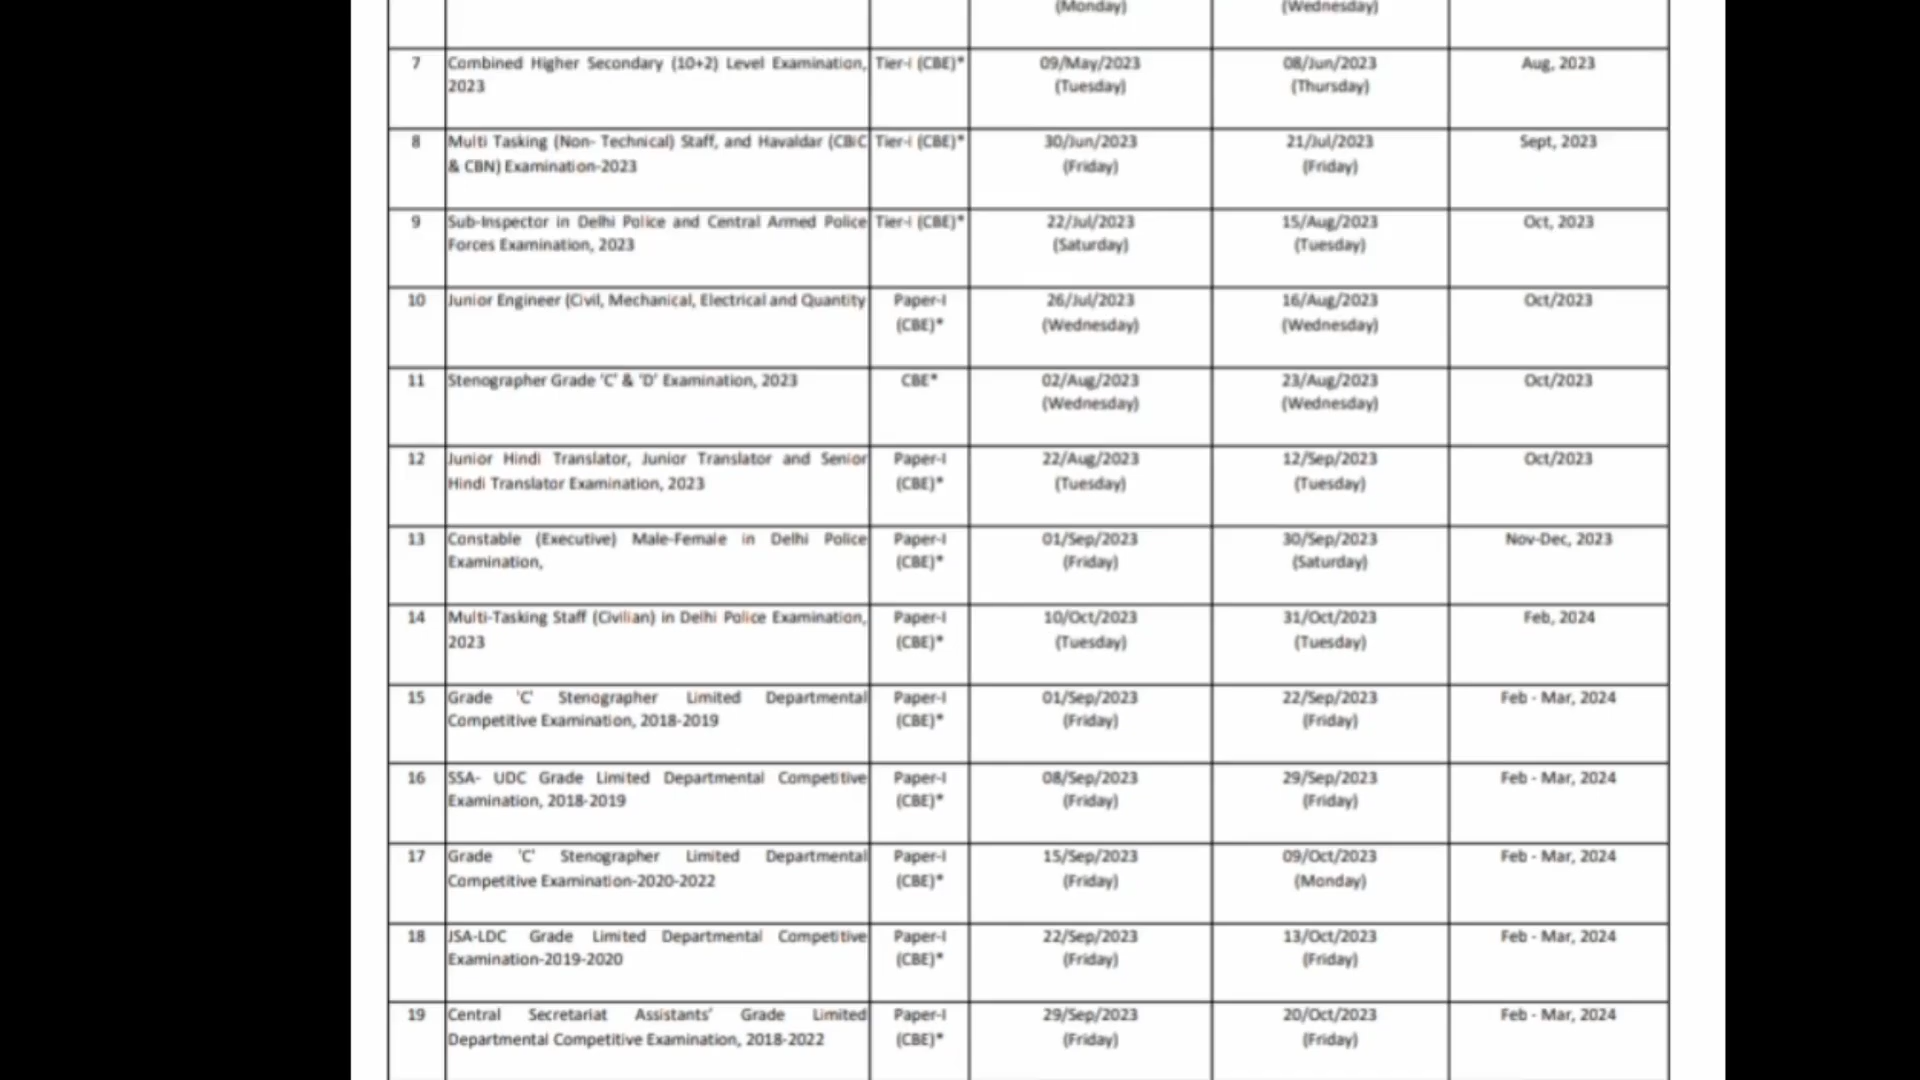 (Monday) (Wednesday)
7 Combined Higher Secondary (10+2) Level Examination, Tier-I (CBE)* 09/May/2023 08/Jun/2023 Aug, 2023
2023 (Tuesday) (Thursday)
8 Multi Tasking (Non- Technical) Staff, and Havaldar (CBIC Tier-I (CBE)* 30/Jun/2023 21/Jul/2023 Sept, 2023
& CBN) Examination-2023 (Friday) (Friday)
9 Sub-Inspector in Delhi Police and Central Armed Police Tier-I (CBE)* 22/Jul/2023 15/Aug/2023 Oct, 2023
Forces Examination, 2023 (Saturday) (Tuesday)
10 Junior Engineer (Civil, Mechanical, Electrical and Quantity Paper-I 26/Jul/2023 16/Aug/2023 Oct/2023
(CBE)* (Wednesday) (Wednesday)
11 Stenographer Grade 'C' & 'D' Examination, 2023 CBE* 02/Aug/2023 23/Aug/2023 Oct/2023
(Wednesday) (Wednesday)
12 Junior Hindi Translator, Junior Translator and Senior Paper-I 22/Aug/2023 12/Sep/2023 Oct/2023
Hindi Translator Examination, 2023 (CBE)* (Tuesday) (Tuesday)
13 Constable (Executive) Male-Female in Delhi Police Paper-I 01/Sep/2023 30/Sep/2023 Nov-Dec, 2023
Examination, (CBE)* (Friday) (Saturday)
14 Multi-Tasking Staff (Civilian) in Delhi Police Examination, Paper-I 10/Oct/2023 31/Oct/2023 Feb, 2024
2023 (CBE)* (Tuesday) (Tuesday)
15 Grade 'C' Stenographer Limited Departmental Paper-I 01/Sep/2023 22/Sep/2023 Feb - Mar, 2024
Competitive Examination, 2018-2019 (CBE)* (Friday) (Friday)
16 SSA- UDC Grade Limited Departmental Competitive Paper-I 08/Sep/2023 29/Sep/2023 Feb - Mar, 2024
Examination, 2018-2019 (CBE)* (Friday) (Friday)
17 Grade 'C' Stenographer Limited Departmental Paper-I 15/Sep/2023 09/Oct/2023 Feb - Mar, 2024
Competitive Examination-2020-2022 (CBE)* (Friday) (Monday)
18 JSA-LDC Grade Limited Departmental Competitive Paper-I 22/Sep/2023 13/Oct/2023 Feb - Mar, 2024
Examination-2019-2020 (CBE)* (Friday) (Friday)
19 Central Secretariat Assistants' Grade Limited Paper-I 29/Sep/2023 20/Oct/2023 Feb - Mar, 2024
Departmental Competitive Examination, 2018-2022 (CBE)* (Friday) (Friday)